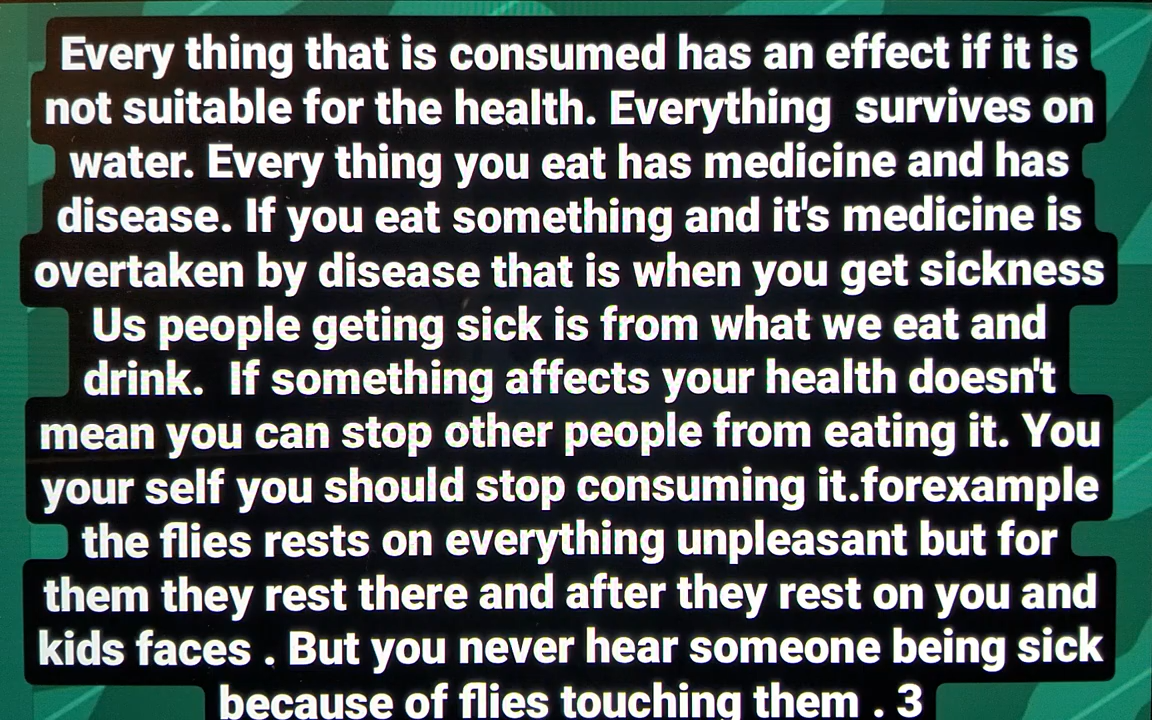 Every thing that is consumed has an effect if it is
not suitable for the health. Everything  survives on
water. Every thing you eat has medicine and has
disease. If you eat something and it's medicine is
overtaken by disease that is when you get sickness
Us people geting sick is from what we eat and
drink.  If something affects your health doesn't
mean you can stop other people from eating it. You
your self you should stop consuming it.forexample
the flies rests on everything unpleasant but for
them they rest there and after they rest on you and
kids faces . But you never hear someone being sick
because of flies touching them . 3